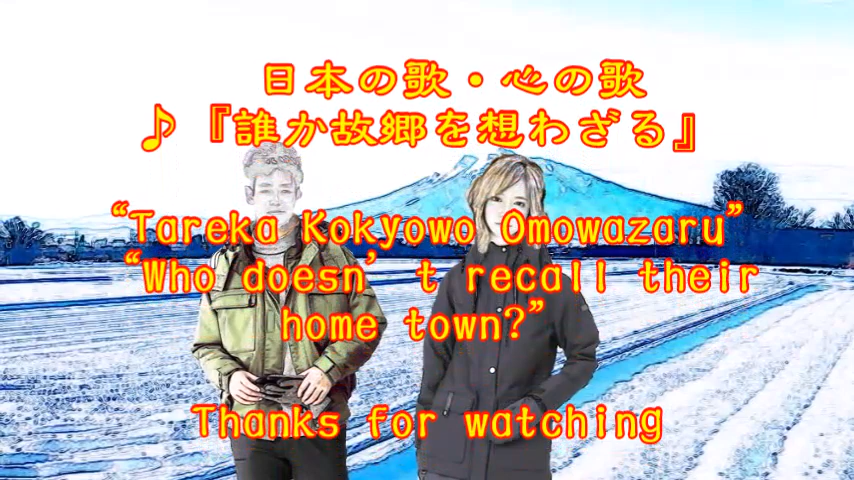 日本の歌・心の歌
♪『誰か故郷を想わざる』
“Tareka Kokyowo Omowazaru”
“Who doesn’t recall their
home town?”
Thanks for watching